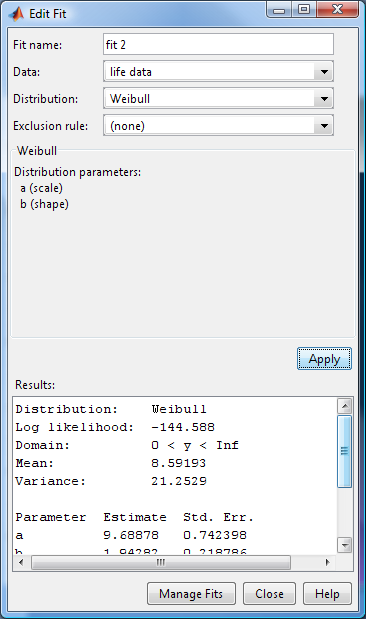 Edit Fit
Fit name: fit 2
Data: life data
Distribution: Weibull
Exclusion rule: (none)
Weibull
Distribution parameters:
a (scale)
b (shape)
Apply
Results:
Distribution: Weibull
Log likelihood: -144.588
Domain: 0 < y < Inf
Mean: 8.59193
Variance: 21.2529
Parameter Estimate Std. Err.
a 9.68878 0.742398
b 1.94282 0.218786
Manage Fits Close Help